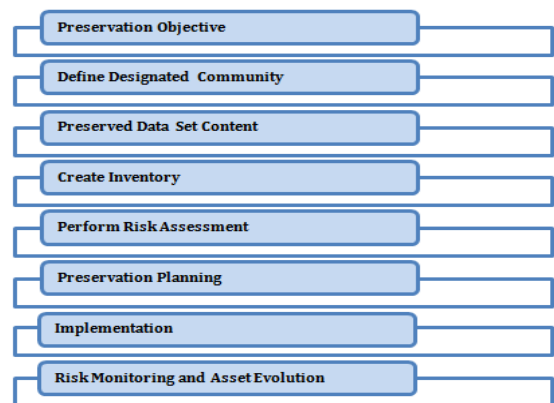 Preservation Objective
Define Designated Community
Preserved Data Set Content
Create Inventory
Perform Risk Assessment
Preservation Planning
Implementation
Risk Monitoring and Asset Evolution